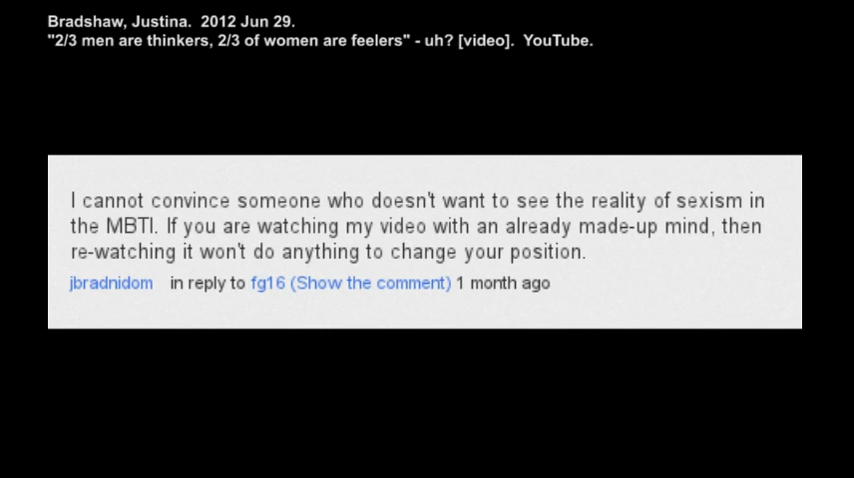 Bradshaw, Justina.  2012 Jun 29.
"2/3 men are thinkers, 2/3 of women are feelers" - uh? [video].  YouTube.
I cannot convince someone who doesn't want to see the reality of sexism in
the MBTI. If you are watching my video with an already made-up mind, then
re-watching it won't do anything to change your position.
jbradnidom   in reply to fg16 (Show the comment) 1 month ago